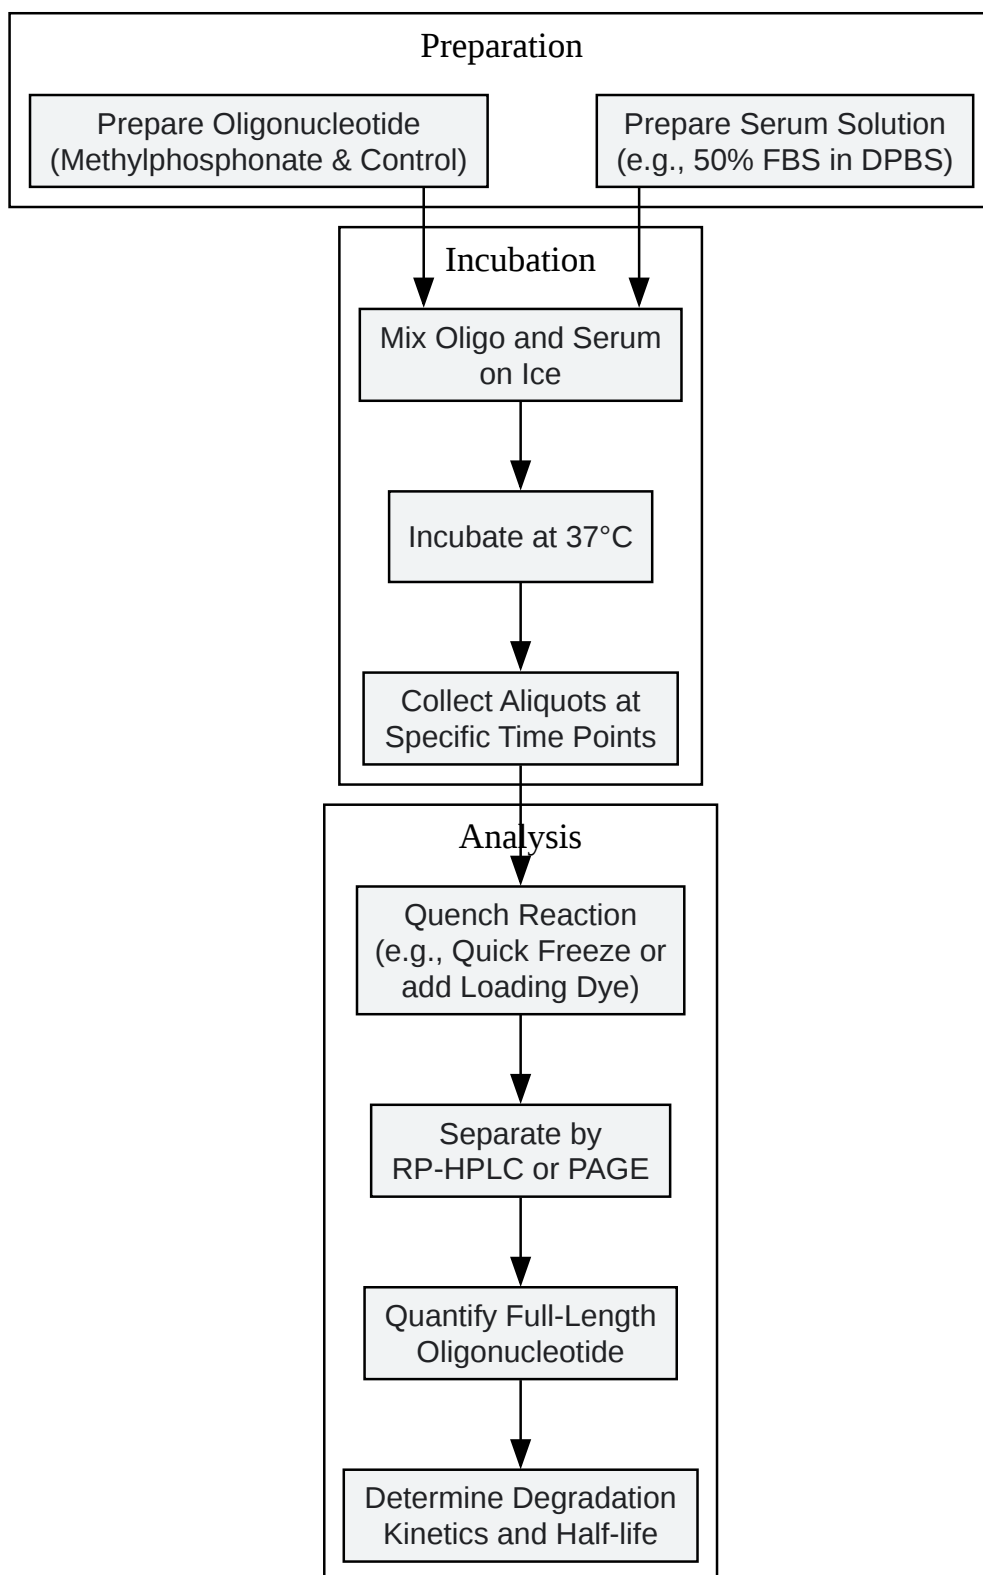 Preparation
Prepare Oligonucleotide
(Methylphosphonate & Control)
Prepare Serum Solution
(e.g., 50% FBS in DPBS)
Incubation
Mix Oligo and Serum
on Ice
Incubate at 37°C
Collect Aliquots at
Specific Time Points
Analysis
Quench Reaction
(e.g., Quick Freeze or
add Loading Dye)
Separate by
RP-HPLC or PAGE
Quantify Full-Length
Oligonucleotide
Determine Degradation
Kinetics and Half-life